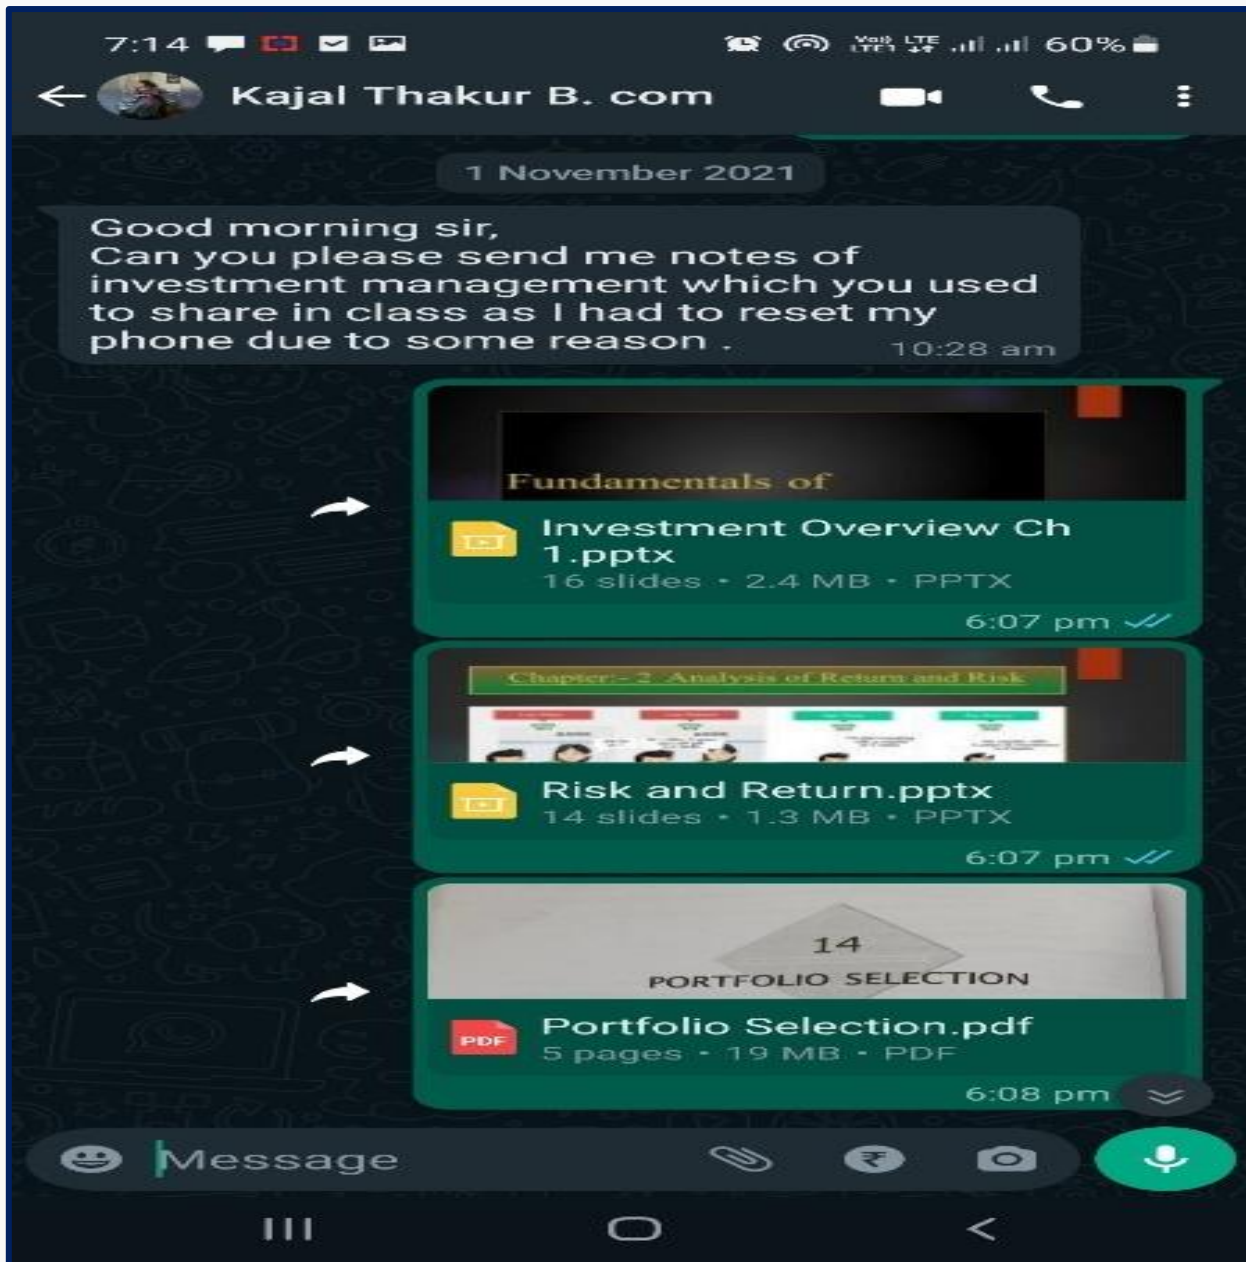 7:14 60%
Kajal Thakur B. com
1 November 2021
Good morning sir,
Can you please send me notes of
investment management which you used
to share in class as I had to reset my
phone due to some reason .
10:28 am
Fundamentals of
Investment Overview Ch
1.pptx
16 slides • 2.4 MB • PPTX
6:07 pm
Chapter:- 2 Analysis of Return and Risk
Risk and Return.pptx
14 slides • 1.3 MB • PPTX
6:07 pm
14
PORTFOLIO SELECTION
PDF
Portfolio Selection.pdf
5 pages • 19 MB • PDF
6:08 pm
Message